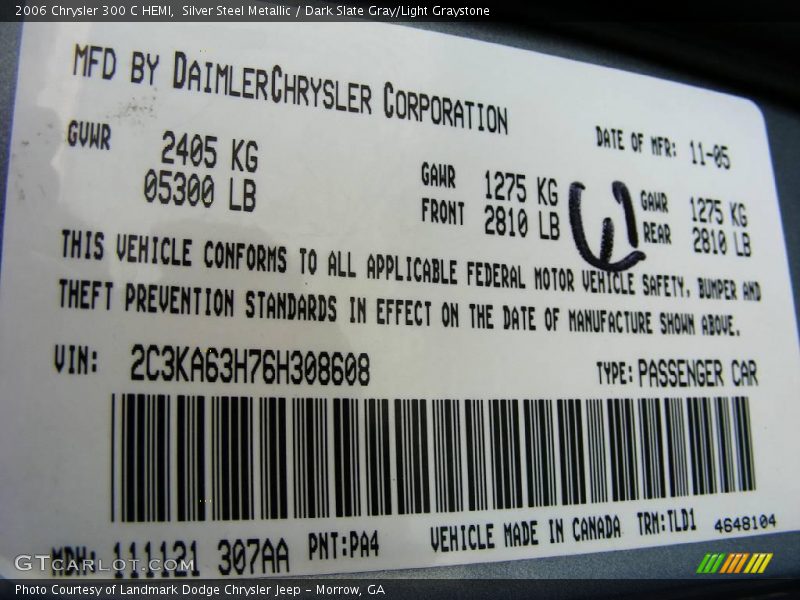 2006 Chrysler 300 C HEMI, Silver Steel Metallic / Dark Slate Gray/Light Graystone
MFD BY DAIMLERCHRYSLER CORPORATION
DATE OF MFR: 11-05
GVWR 2405 KG
05300 LB
GAWR 1275 KG
FRONT 2810 LB
GAWR 1275 KG
REAR 2810 LB
THIS VEHICLE CONFORMS TO ALL APPLICABLE FEDERAL MOTOR VEHICLE SAFETY, BUMPER AND
THEFT PREVENTION STANDARDS IN EFFECT ON THE DATE OF MANUFACTURE SHOWN ABOVE.
VIN: 2C3KA63H76H308608 TYPE: PASSENGER CAR
MDH: 111121 307AA PNT:PA4 VEHICLE MADE IN CANADA TRM:TLD1 4648104
GTCARLOT.COM
Photo Courtesy of Landmark Dodge Chrysler Jeep - Morrow, GA